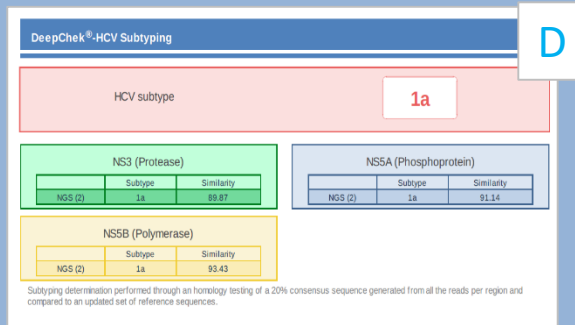 DeepChek®-HCV Subtyping
D
HCV subtype
1a
NS3 (Protease)
Subtype Similarity
NGS (2) 1a 89.87
NS5A (Phosphoprotein)
Subtype Similarity
NGS (2) 1a 91.14
NS5B (Polymerase)
Subtype Similarity
NGS (2) 1a 93.43
Subtyping determination performed through an homology testing of a 20% consensus sequence generated from all the reads per region and
compared to an updated set of reference sequences.